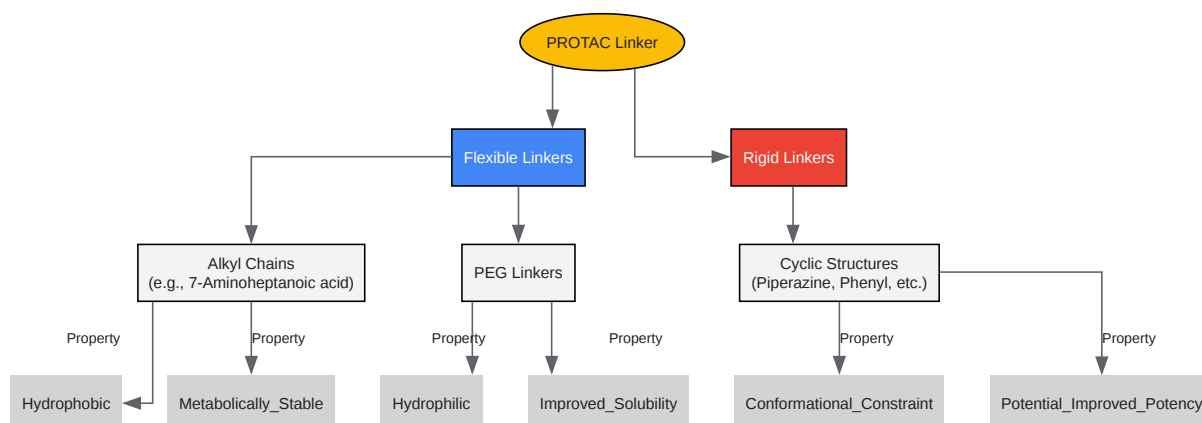 PROTAC Linker
Flexible Linkers
Rigid Linkers
Alkyl Chains
(e.g., 7-Aminoheptanoic acid)
PEG Linkers
Cyclic Structures
(Piperazine, Phenyl, etc.)
Property
Property
Property
Property
Property
Property
Hydrophobic
Metabolically_Stable
Hydrophilic
Improved_Solubility
Conformational_Constraint
Potential_Improved_Potency